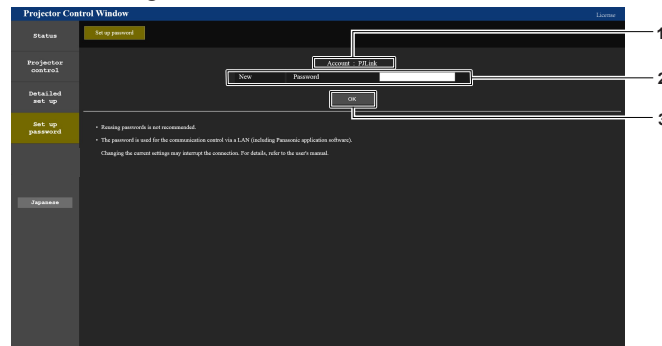 Projector Control Window
License
Status
Set up password
1
Account : PJLink
Projector
control
New Password
2
OK
Detailed
set up
3
Set up
password
• Reusing passwords is not recommended.
• The password is used for the communication control via a LAN (including Panasonic application software).
Changing the current settings may interrupt the connection. For details, refer to the user's manual.
Japanese